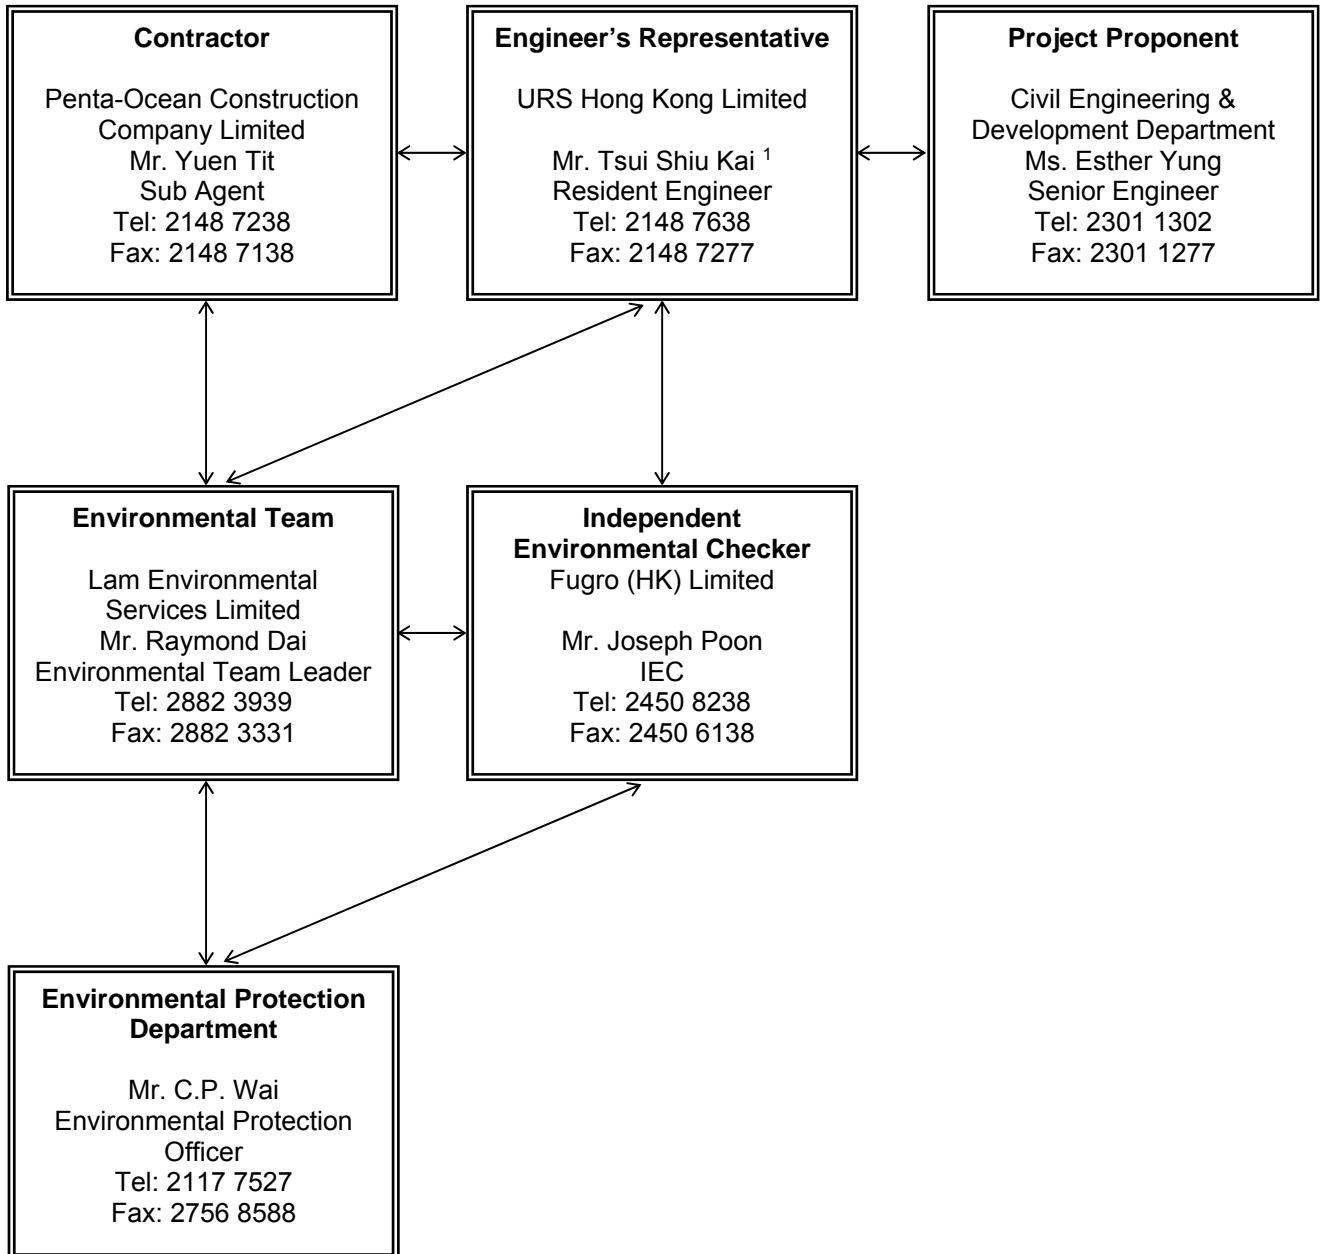 Contractor
Penta-Ocean Construction
Company Limited
Mr. Yuen Tit
Sub Agent
Tel: 2148 7238
Fax: 2148 7138
Engineer’s Representative
URS Hong Kong Limited
Mr. Tsui Shiu Kai ¹
Resident Engineer
Tel: 2148 7638
Fax: 2148 7277
Project Proponent
Civil Engineering &
Development Department
Ms. Esther Yung
Senior Engineer
Tel: 2301 1302
Fax: 2301 1277
Environmental Team
Lam Environmental
Services Limited
Mr. Raymond Dai
Environmental Team Leader
Tel: 2882 3939
Fax: 2882 3331
Independent
Environmental Checker
Fugro (HK) Limited
Mr. Joseph Poon
IEC
Tel: 2450 8238
Fax: 2450 6138
Environmental Protection
Department
Mr. C.P. Wai
Environmental Protection
Officer
Tel: 2117 7527
Fax: 2756 8588